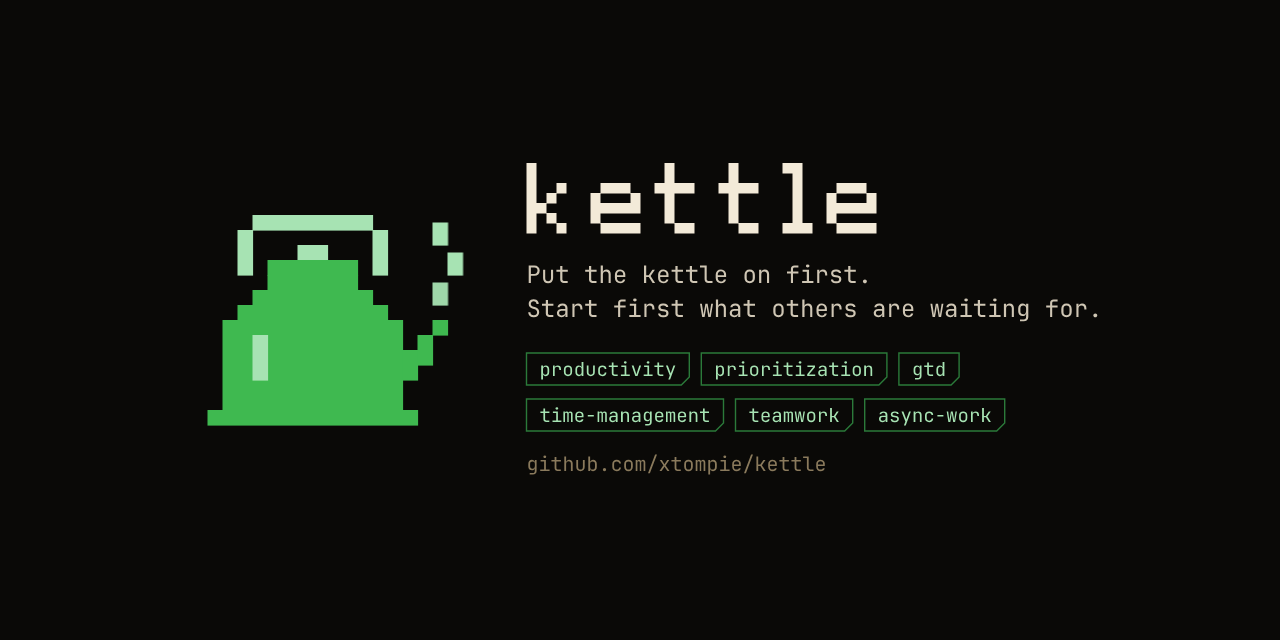 kettle
Put the kettle on first.
Start first what others are waiting for.
productivity prioritization gtd
time-management teamwork async-work
github.com/xtompie/kettle